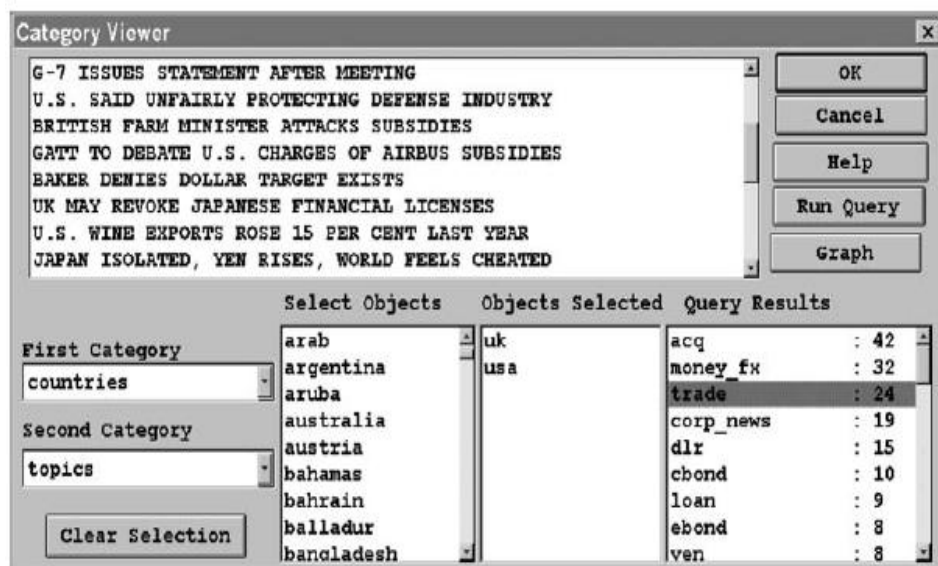 Category Viewer
G-7 ISSUES STATEMENT AFTER MEETING
U.S. SAID UNFAIRLY PROTECTING DEFENSE INDUSTRY
BRITISH FARM MINISTER ATTACKS SUBSIDIES
GATT TO DEBATE U.S. CHARGES OF AIRBUS SUBSIDIES
BAKER DENIES DOLLAR TARGET EXISTS
UK MAY REVOKE JAPANESE FINANCIAL LICENSES
U.S. WINE EXPORTS ROSE 15 PER CENT LAST YEAR
JAPAN ISOLATED, YEN RISES, WORLD FEELS CHEATED
OK
Cancel
Help
Run Query
Graph
First Category
countries
Second Category
topics
Clear Selection
Select Objects
arab
argentina
aruba
australia
austria
bahamas
bahrain
balladur
bangladesh
Objects Selected
uk
usa
Query Results
acq : 42
money_fx : 32
trade : 24
corp_news : 19
dlr : 15
cbond : 10
loan : 9
ebond : 8
yen : 8